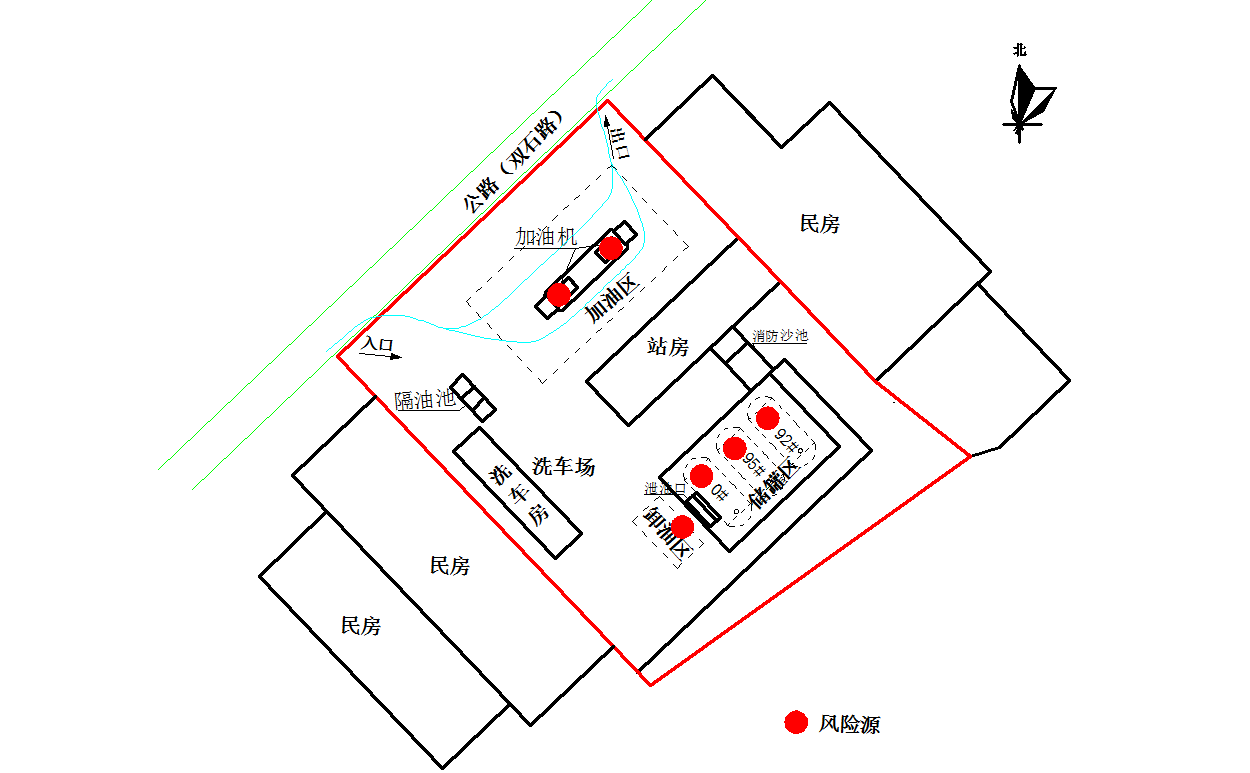 北
公路（双石路）
出口
民房
加油机
加油区
消防沙池
入口
站房
隔油池
92#
95#
0#
储罐区
洗车房
洗车场
泄油口
卸油区
民房
民房
风险源